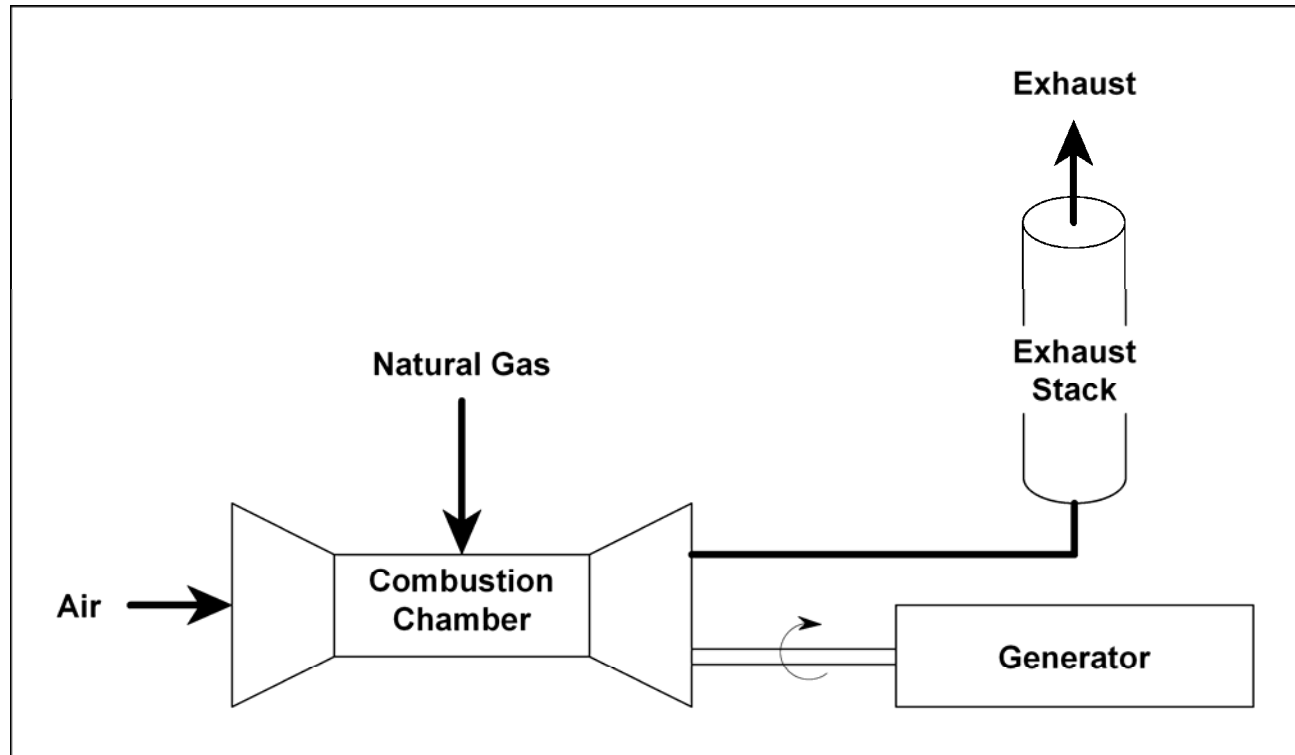 Exhaust
Exhaust
Stack
Natural Gas
Combustion
Chamber
Air
Generator